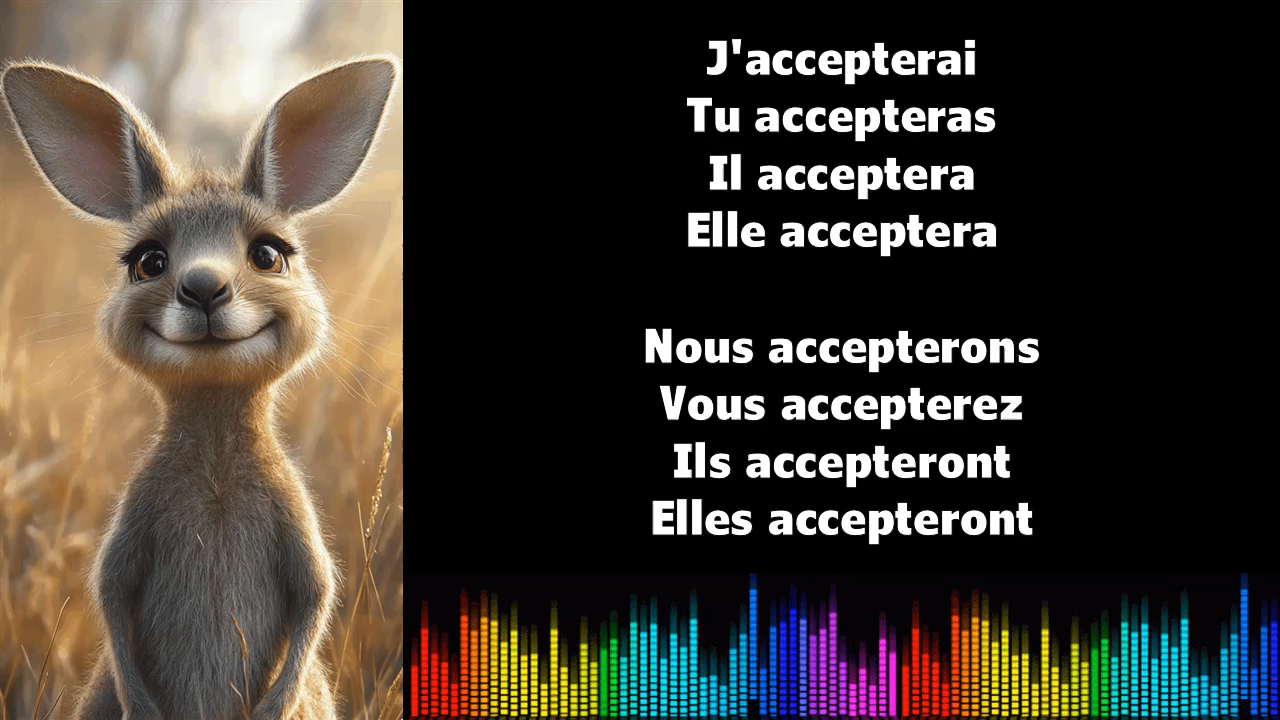 J'accepterai
Tu accepteras
Il acceptera
Elle acceptera
Nous accepterons
Vous accepterez
Ils accepteront
Elles accepteront